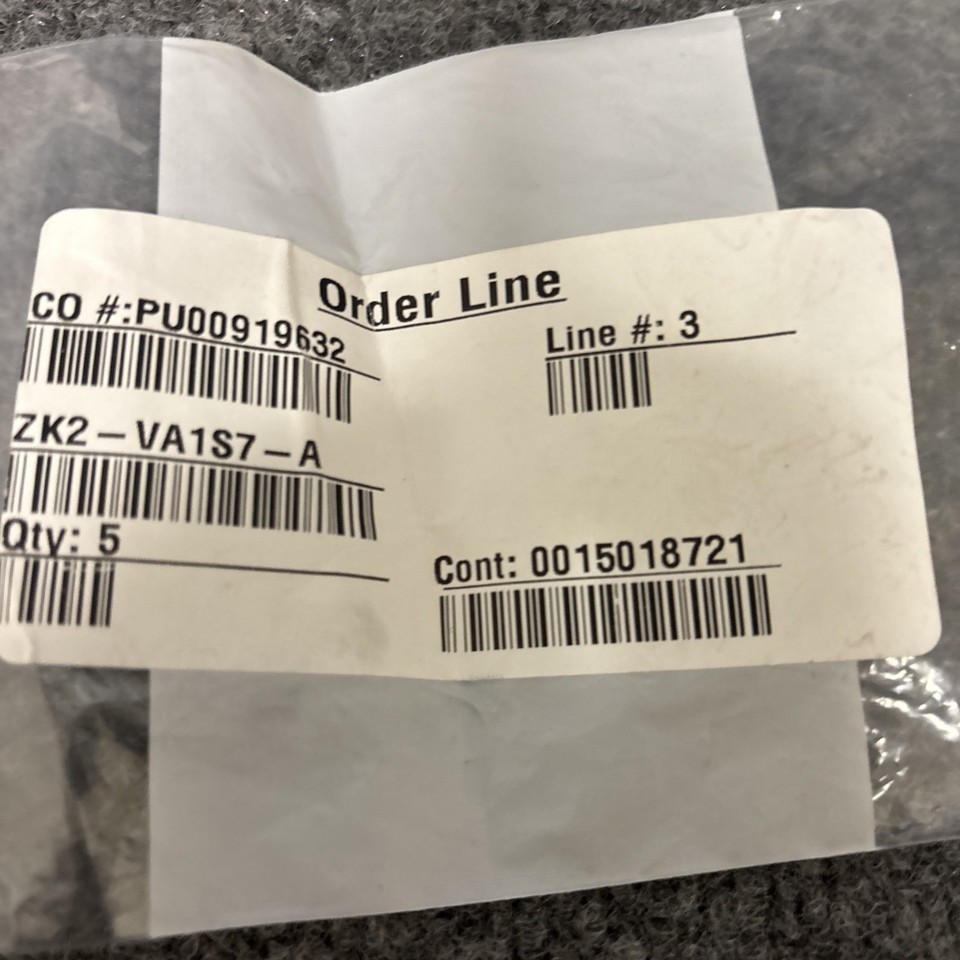 Order Line
CO #:PU00919632
Line #: 3
ZK2-VA1S7-A
Qty: 5
Cont: 0015018721